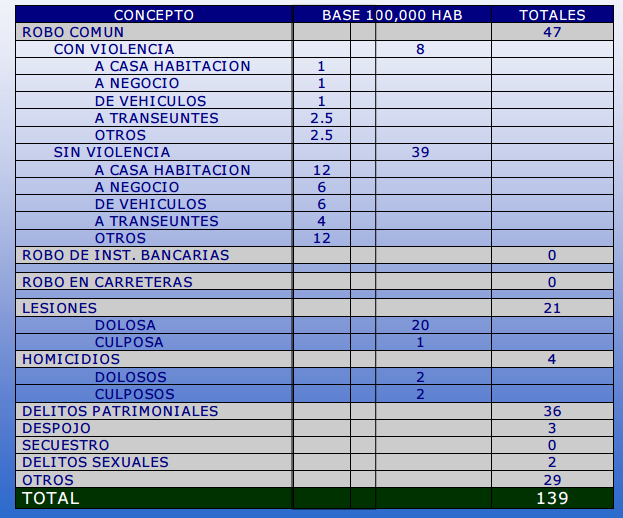 CONCEPTO BASE 100,000 HAB TOTALES
ROBO COMUN 47
CON VIOLENCIA 8
A CASA HABITACION 1
A NEGOCIO 1
DE VEHICULOS 1
A TRANSEUNTES 2.5
OTROS 2.5
SIN VIOLENCIA 39
A CASA HABITACION 12
A NEGOCIO 6
DE VEHICULOS 6
A TRANSEUNTES 4
OTROS 12
ROBO DE INST. BANCARIAS 0
ROBO EN CARRETERAS 0
LESIONES 21
DOLOSA 20
CULPOSA 1
HOMICIDIOS 4
DOLOSOS 2
CULPOSOS 2
DELITOS PATRIMONIALES 36
DESPOJO 3
SECUESTRO 0
DELITOS SEXUALES 2
OTROS 29
TOTAL 139